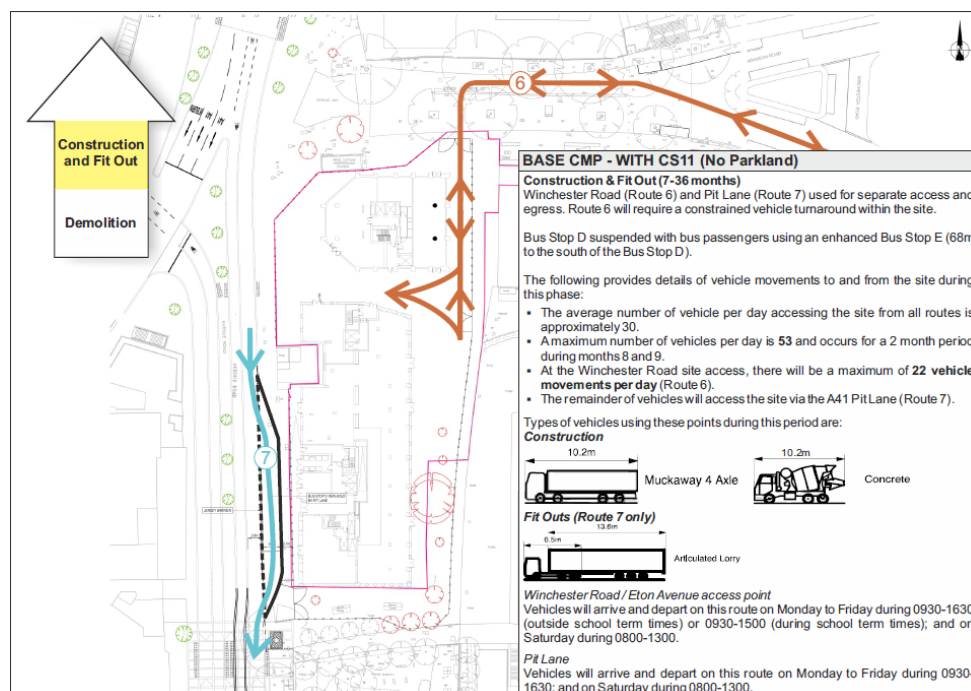 Construction
and Fit Out
Demolition
6
7
BASE CMP - WITH CS11 (No Parkland)
Construction & Fit Out (7-36 months)
Winchester Road (Route 6) and Pit Lane (Route 7) used for separate access and
egress. Route 6 will require a constrained vehicle turnaround within the site.
Bus Stop D suspended with bus passengers using an enhanced Bus Stop E (68m
to the south of the Bus Stop D).
The following provides details of vehicle movements to and from the site during
this phase:
▪ The average number of vehicle per day accessing the site from all routes is
approximately 30.
▪ A maximum number of vehicles per day is 53 and occurs for a 2 month period
during months 8 and 9.
▪ At the Winchester Road site access, there will be a maximum of 22 vehicle
movements per day (Route 6).
▪ The remainder of vehicles will access the site via the A41 Pit Lane (Route 7).
Types of vehicles using these points during this period are:
Construction
10.2m
Muckaway 4 Axle
10.2m
Concrete
Fit Outs (Route 7 only)
13.6m
6.5m
Articulated Lorry
Winchester Road / Eton Avenue access point
Vehicles will arrive and depart on this route on Monday to Friday during 0930-1630
(outside school term times) or 0930-1500 (during school term times); and on
Saturday during 0800-1300.
Pit Lane
Vehicles will arrive and depart on this route on Monday to Friday during 0930-
1630; and on Saturday during 0800-1300.